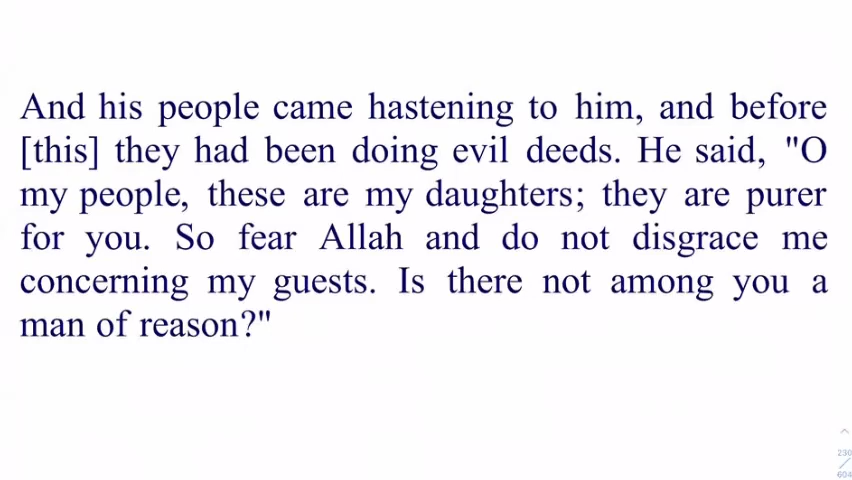 And his people came hastening to him, and before
[this] they had been doing evil deeds. He said, "O
my people, these are my daughters; they are purer
for you. So fear Allah and do not disgrace me
concerning my guests. Is there not among you a
man of reason?"
230
/
604